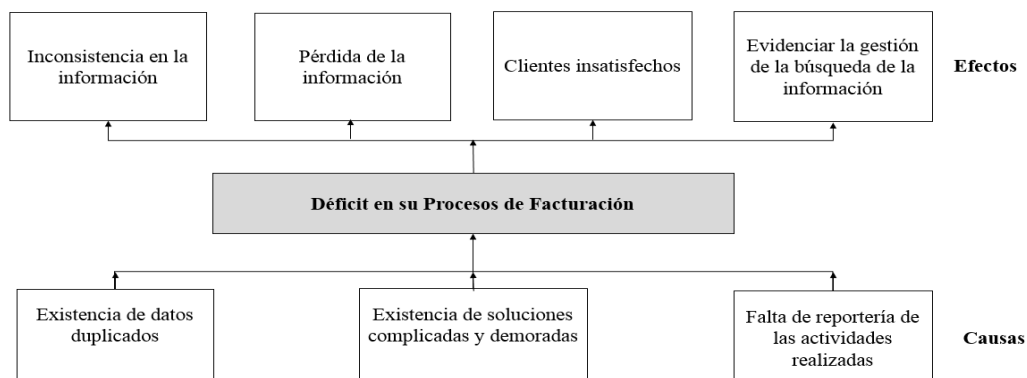 Inconsistencia en la
información
Pérdida de la
información
Clientes insatisfechos
Evidenciar la gestión
de la búsqueda de la
información
Efectos
Déficit en su Procesos de Facturación
Existencia de datos
duplicados
Existencia de soluciones
complicadas y demoradas
Falta de reportería de
las actividades
realizadas
Causas